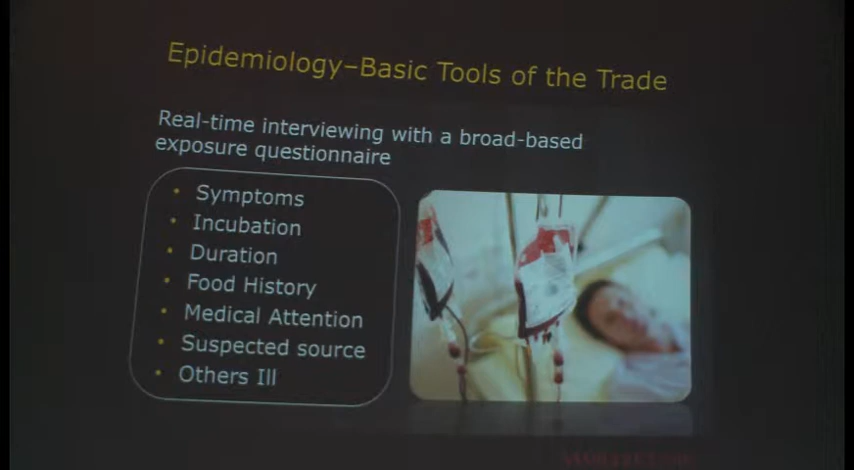 Epidemiology–Basic Tools of the Trade
Real-time interviewing with a broad-based
exposure questionnaire
• Symptoms
• Incubation
• Duration
• Food History
• Medical Attention
• Suspected source
• Others Ill